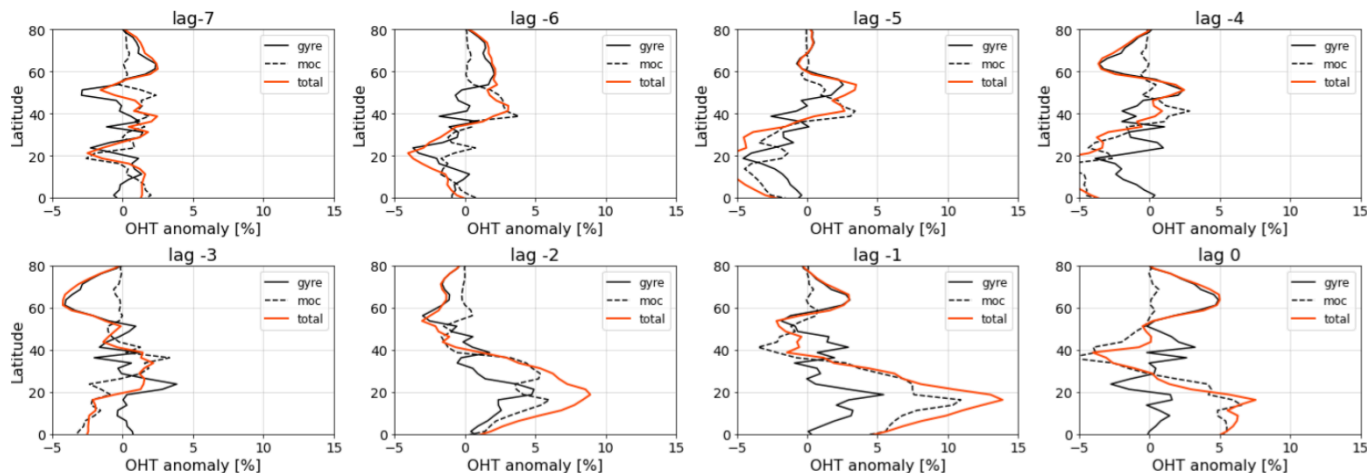 lag-7
80
60
40
20
0
Latitude
gyre
moc
total
−5
0
5
10
15
OHT anomaly [%]
lag -6
80
60
40
20
0
Latitude
gyre
moc
total
−5
0
5
10
15
OHT anomaly [%]
lag -5
80
60
40
20
0
Latitude
gyre
moc
total
−5
0
5
10
15
OHT anomaly [%]
lag -4
80
60
40
20
0
Latitude
gyre
moc
total
−5
0
5
10
15
OHT anomaly [%]
lag -3
80
60
40
20
0
Latitude
gyre
moc
total
−5
0
5
10
15
OHT anomaly [%]
lag -2
80
60
40
20
0
Latitude
gyre
moc
total
−5
0
5
10
15
OHT anomaly [%]
lag -1
80
60
40
20
0
Latitude
gyre
moc
total
−5
0
5
10
15
OHT anomaly [%]
lag 0
80
60
40
20
0
Latitude
gyre
moc
total
−5
0
5
10
15
OHT anomaly [%]